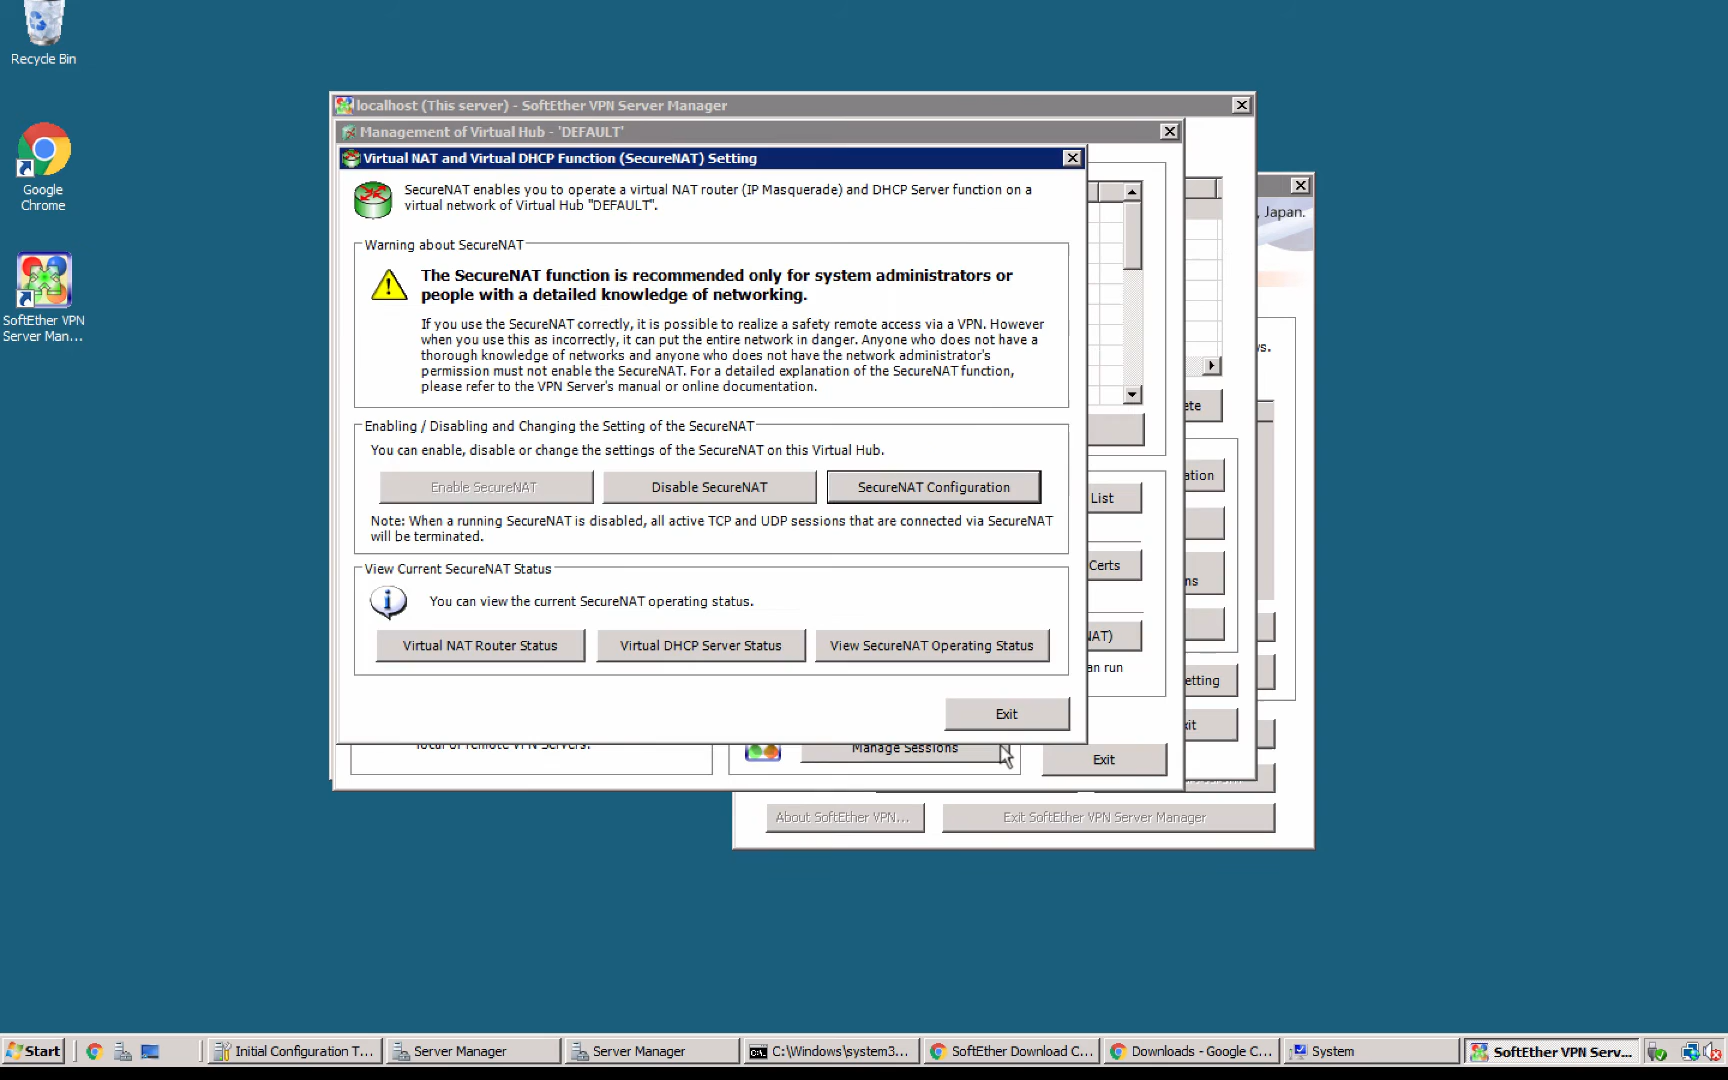 Recycle Bin
Google
Chrome
SoftEther VPN
Server Man...
localhost (This server) - SoftEther VPN Server Manager
Management of Virtual Hub - 'DEFAULT'
Virtual NAT and Virtual DHCP Function (SecureNAT) Setting
SecureNAT enables you to operate a virtual NAT router (IP Masquerade) and DHCP Server function on a
virtual network of Virtual Hub "DEFAULT".
Warning about SecureNAT
The SecureNAT function is recommended only for system administrators or
people with a detailed knowledge of networking.
If you use the SecureNAT correctly, it is possible to realize a safety remote access via a VPN. However
when you use this as incorrectly, it can put the entire network in danger. Anyone who does not have a
thorough knowledge of networks and anyone who does not have the network administrator's
permission must not enable the SecureNAT. For a detailed explanation of the SecureNAT function,
please refer to the VPN Server's manual or online documentation.
Enabling / Disabling and Changing the Setting of the SecureNAT
You can enable, disable or change the settings of the SecureNAT on this Virtual Hub.
Enable SecureNAT
Disable SecureNAT
SecureNAT Configuration
Note: When a running SecureNAT is disabled, all active TCP and UDP sessions that are connected via SecureNAT
will be terminated.
View Current SecureNAT Status
You can view the current SecureNAT operating status.
Virtual NAT Router Status
Virtual DHCP Server Status
View SecureNAT Operating Status
Exit
List
Certs
NAT)
an run
Manage Sessions
Exit
ete
ation
ns
etting
xit
, Japan.
vs.
About SoftEther VPN...
Exit SoftEther VPN Server Manager
Start
Initial Configuration T...
Server Manager
Server Manager
C:\Windows\system3...
SoftEther Download C...
Downloads - Google C...
System
SoftEther VPN Serv...